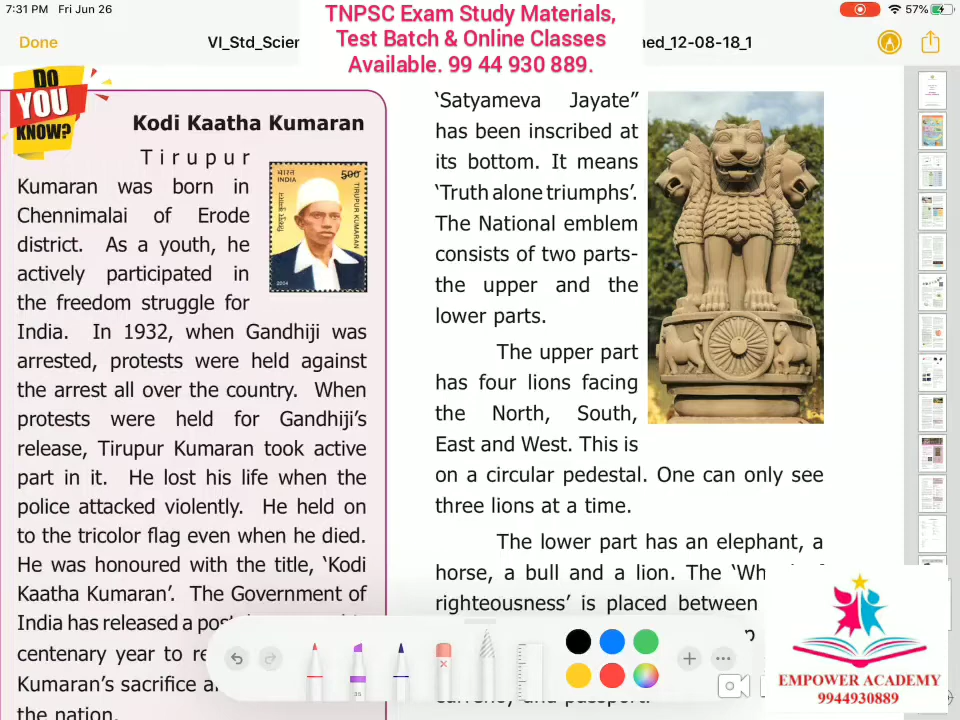 7:31 PM Fri Jun 26
57%
TNPSC Exam Study Materials,
Test Batch & Online Classes
Available. 99 44 930 889.
Done
VI_Std_Scien
ned_12-08-18_1
DO
YOU
KNOW?
Kodi Kaatha Kumaran
Tirupur
Kumaran was born in
Chennimalai of Erode
district. As a youth, he
actively participated in
the freedom struggle for
India. In 1932, when Gandhiji was
arrested, protests were held against
the arrest all over the country. When
protests were held for Gandhiji's
release, Tirupur Kumaran took active
part in it. He lost his life when the
police attacked violently. He held on
to the tricolor flag even when he died.
He was honoured with the title, 'Kodi
Kaatha Kumaran'. The Government of
India has released a
centenary year to
Kumaran's sacrifice
the nation.
भारत
INDIA
500
TIRUPUR KUMARAN
तिरुपुर कुमारन
'Satyameva Jayate"
has been inscribed at
its bottom. It means
'Truth alone triumphs'.
The National emblem
consists of two parts-
the upper and the
lower parts.
The upper part
has four lions facing
the North, South,
East and West. This is
on a circular pedestal. One can only see
three lions at a time.
The lower part has an elephant, a
horse, a bull and a lion. The
righteousness' is placed between
currency and passport.
35
EMPOWER ACADEMY
9944930889